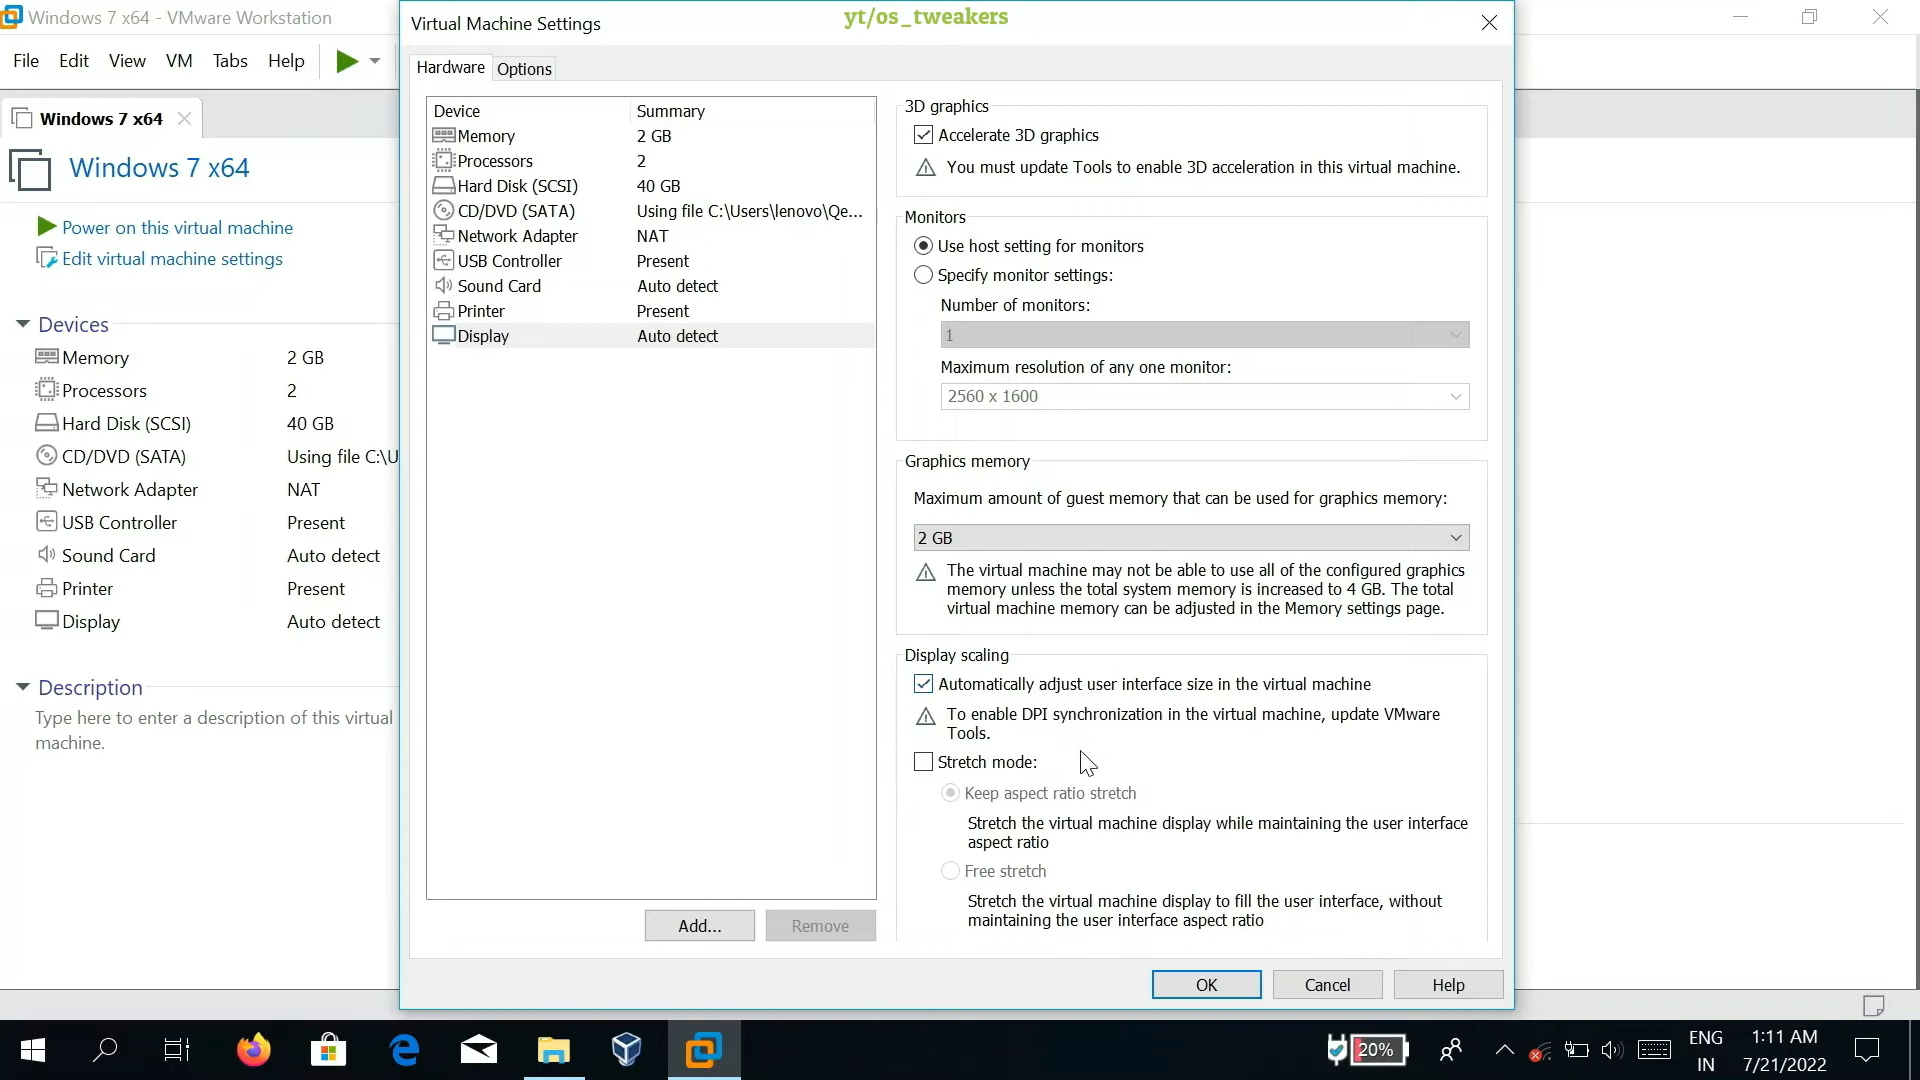 Windows 7 x64 - VMware Workstation
File Edit View VM Tabs Help
Windows 7 x64
Windows 7 x64
Power on this virtual machine
Edit virtual machine settings
Devices
Memory 2 GB
Processors 2
Hard Disk (SCSI) 40 GB
CD/DVD (SATA) Using file C:\U
Network Adapter NAT
USB Controller Present
Sound Card Auto detect
Printer Present
Display Auto detect
Description
Type here to enter a description of this virtual
machine.
Virtual Machine Settings
yt/os_tweakers
Hardware Options
Device Summary
Memory 2 GB
Processors 2
Hard Disk (SCSI) 40 GB
CD/DVD (SATA) Using file C:\Users\lenovo\Qe...
Network Adapter NAT
USB Controller Present
Sound Card Auto detect
Printer Present
Display Auto detect
Add... Remove
3D graphics
Accelerate 3D graphics
You must update Tools to enable 3D acceleration in this virtual machine.
Monitors
Use host setting for monitors
Specify monitor settings:
Number of monitors:
1
Maximum resolution of any one monitor:
2560 x 1600
Graphics memory
Maximum amount of guest memory that can be used for graphics memory:
2 GB
The virtual machine may not be able to use all of the configured graphics
memory unless the total system memory is increased to 4 GB. The total
virtual machine memory can be adjusted in the Memory settings page.
Display scaling
Automatically adjust user interface size in the virtual machine
To enable DPI synchronization in the virtual machine, update VMware
Tools.
Stretch mode:
Keep aspect ratio stretch
Stretch the virtual machine display while maintaining the user interface
aspect ratio
Free stretch
Stretch the virtual machine display to fill the user interface, without
maintaining the user interface aspect ratio
OK Cancel Help
20%
ENG
IN
1:11 AM
7/21/2022